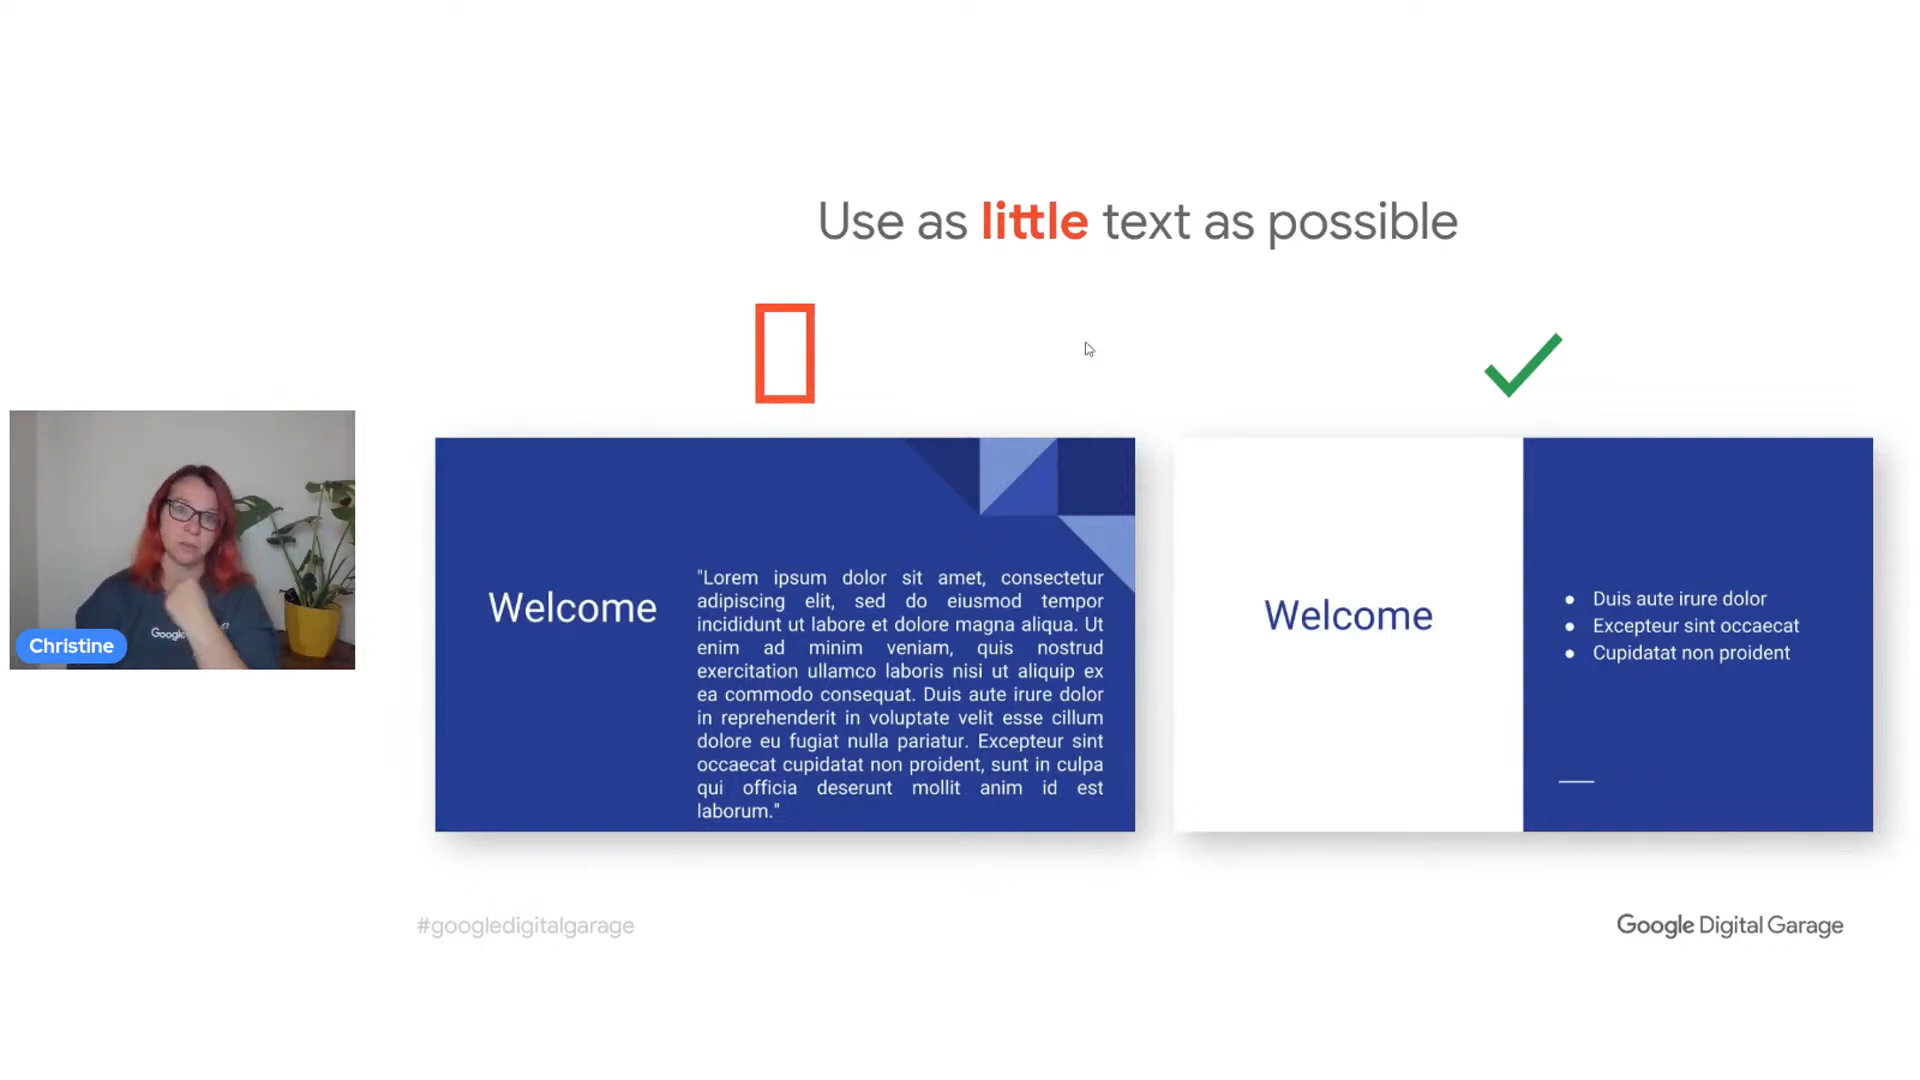 Use as little text as possible
Welcome
"Lorem ipsum dolor sit amet, consectetur
adipiscing elit, sed do eiusmod tempor
incididunt ut labore et dolore magna aliqua. Ut
enim ad minim veniam, quis nostrud
exercitation ullamco laboris nisi ut aliquip ex
ea commodo consequat. Duis aute irure dolor
in reprehenderit in voluptate velit esse cillum
dolore eu fugiat nulla pariatur. Excepteur sint
occaecat cupidatat non proident, sunt in culpa
qui officia deserunt mollit anim id est
laborum."
Welcome
● Duis aute irure dolor
● Excepteur sint occaecat
● Cupidatat non proident
Google
Christine
#googledigitalgarage
Google Digital Garage